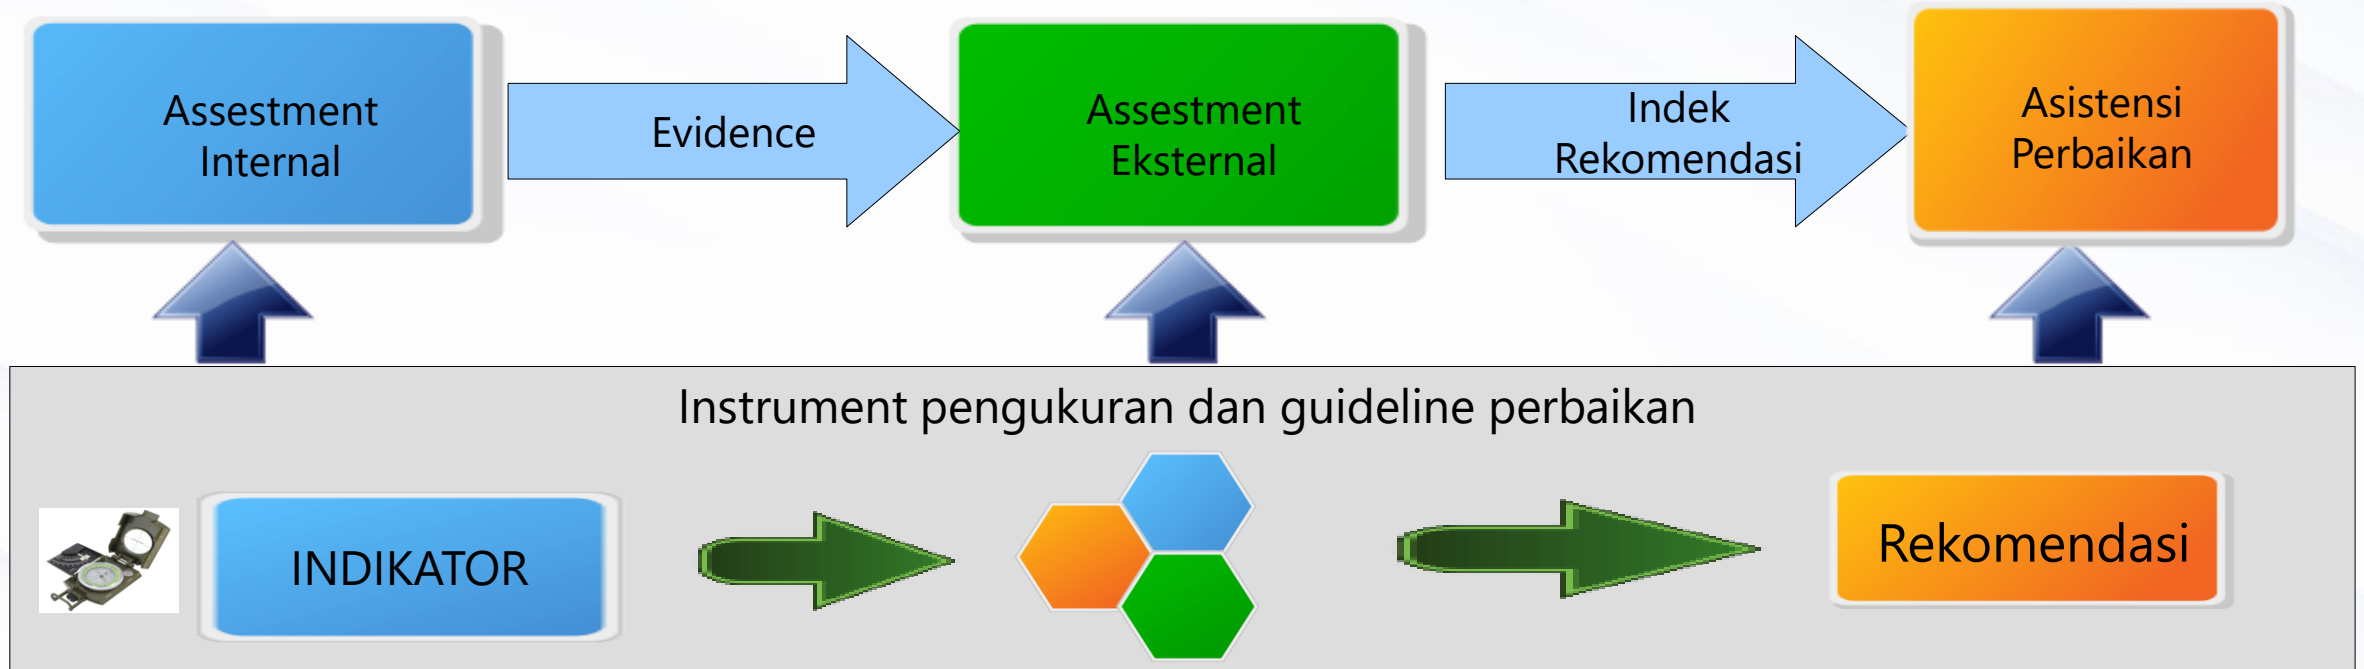 Assestment
Internal
Evidence
Assestment
Eksternal
Indek
Rekomendasi
Asistensi
Perbaikan
Instrument pengukuran dan guideline perbaikan
INDIKATOR
Rekomendasi